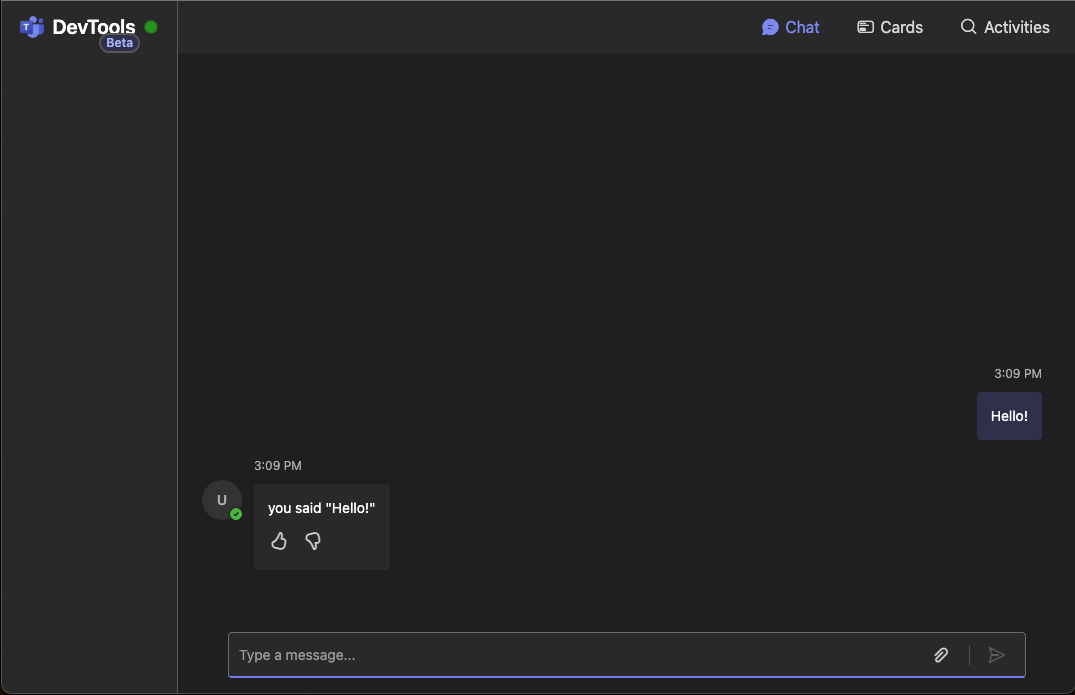 DevTools
Beta
Chat
Cards
Activities
3:09 PM
Hello!
3:09 PM
U
you said "Hello!"
Type a message...